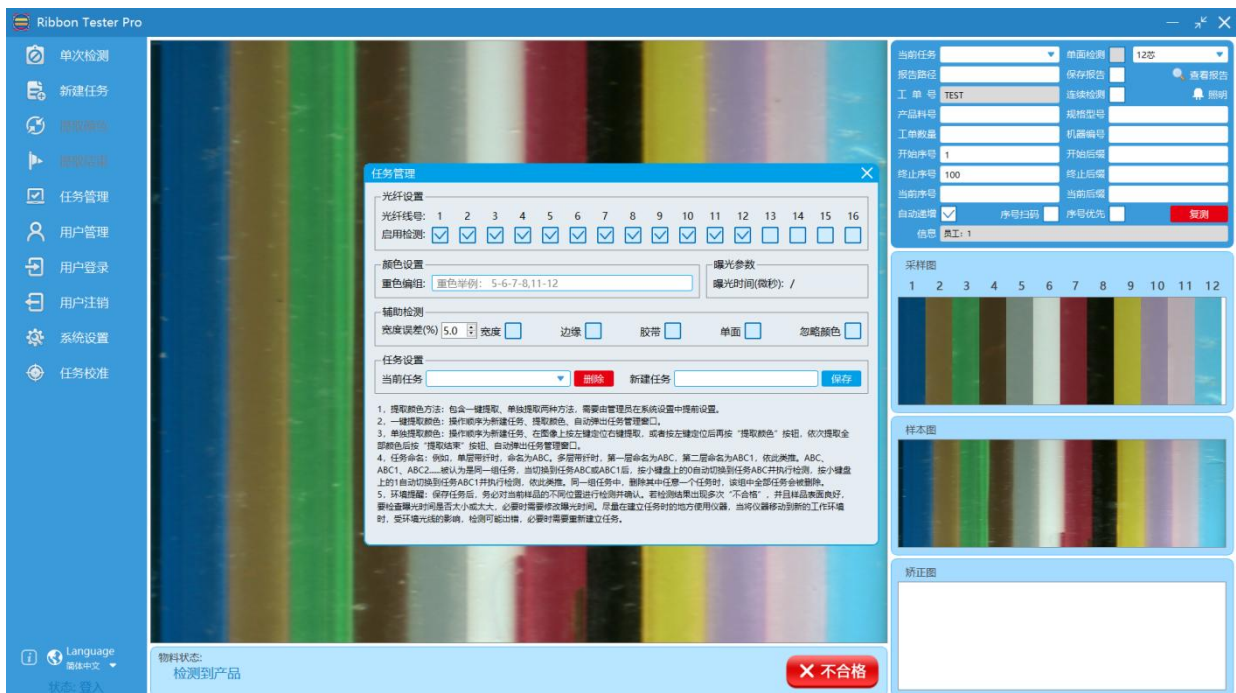 Ribbon Tester Pro
单次检测
新建任务
提取颜色
提取结束
任务管理
用户管理
用户登录
用户注销
系统设置
任务校准
Language
简体中文
状态: 登入
任务管理
光纤设置
光纤线号: 1 2 3 4 5 6 7 8 9 10 11 12 13 14 15 16
启用检测:
颜色设置
重色编组: 重色举例: 5-6-7-8,11-12
曝光参数
曝光时间(微秒): /
辅助检测
宽度误差(%) 5.0 宽度 边缘 胶带 单面 忽略颜色
任务设置
当前任务 删除 新建任务 保存
1、提取颜色方法: 包含一键提取、单独提取两种方法, 需要由管理员在系统设置中提前设置。
2、一键提取颜色: 操作顺序为新建任务、提取颜色、自动弹出任务管理窗口。
3、单独提取颜色: 操作顺序为新建任务、在图像上按左键定位右键提取, 或者按左键定位后再按“提取颜色”按钮, 依次提取全
部颜色后按“提取结束”按钮、自动弹出任务管理窗口。
4、任务命名: 例如, 单层带纤时, 命名为ABC。多层带纤时, 第一层命名为ABC, 第二层命名为ABC1, 依此类推。ABC、
ABC1、ABC2......被认为是同一组任务, 当切换到任务ABC或ABC1后, 按小键盘上的0自动切换到任务ABC并执行检测, 按小键盘
上的1自动切换到任务ABC1并执行检测, 依此类推。同一组任务中, 删除其中任意一个任务时, 该组中全部任务会被删除。
5、环境提醒: 保存任务后, 务必对当前样品的不同位置进行检测并确认。若检测结果出现多次“不合格”, 并且样品表面良好,
要检查曝光时间是否太小或太大, 必要时需要修改曝光时间。尽量在建立任务时的地方使用仪器, 当将仪器移动到新的工作环境
时, 受环境光线的影响, 检测可能出错, 必要时需要重新建立任务。
物料状态:
检测到产品
不合格
当前任务 单面检测 12芯
报告路径 保存报告 查看报告
工 单 号 TEST 连续检测 照明
产品料号 规格型号
工单数量 机器编号
开始序号 1 开始后缀
终止序号 100 终止后缀
当前序号 当前后缀
自动递增 序号扫码 序号优先 复测
信息 员工: 1
采样图
1 2 3 4 5 6 7 8 9 10 11 12
样本图
矫正图